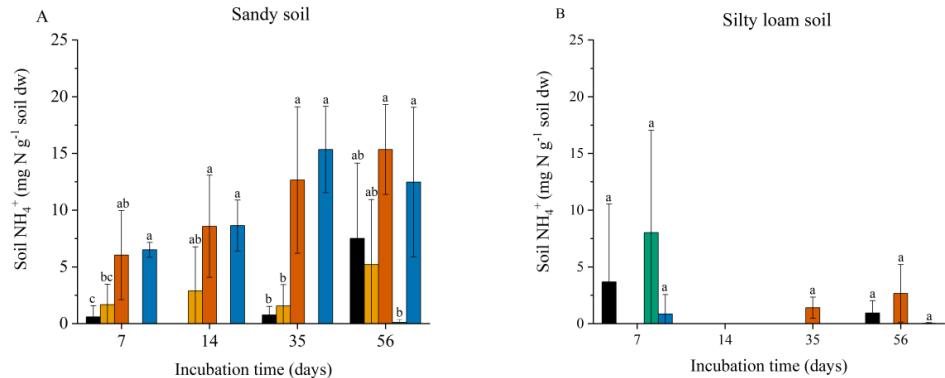 A
Sandy soil
Soil NH₄⁺ (mg N g⁻¹ soil dw)
25
20
15
10
5
0
c
bc
ab
a
ab
a
a
b
b
a
a
ab
ab
a
b
a
7
14
35
56
Incubation time (days)
B
Silty loam soil
Soil NH₄⁺ (mg N g⁻¹ soil dw)
25
20
15
10
5
0
a
a
a
a
a
a
a
7
14
35
56
Incubation time (days)